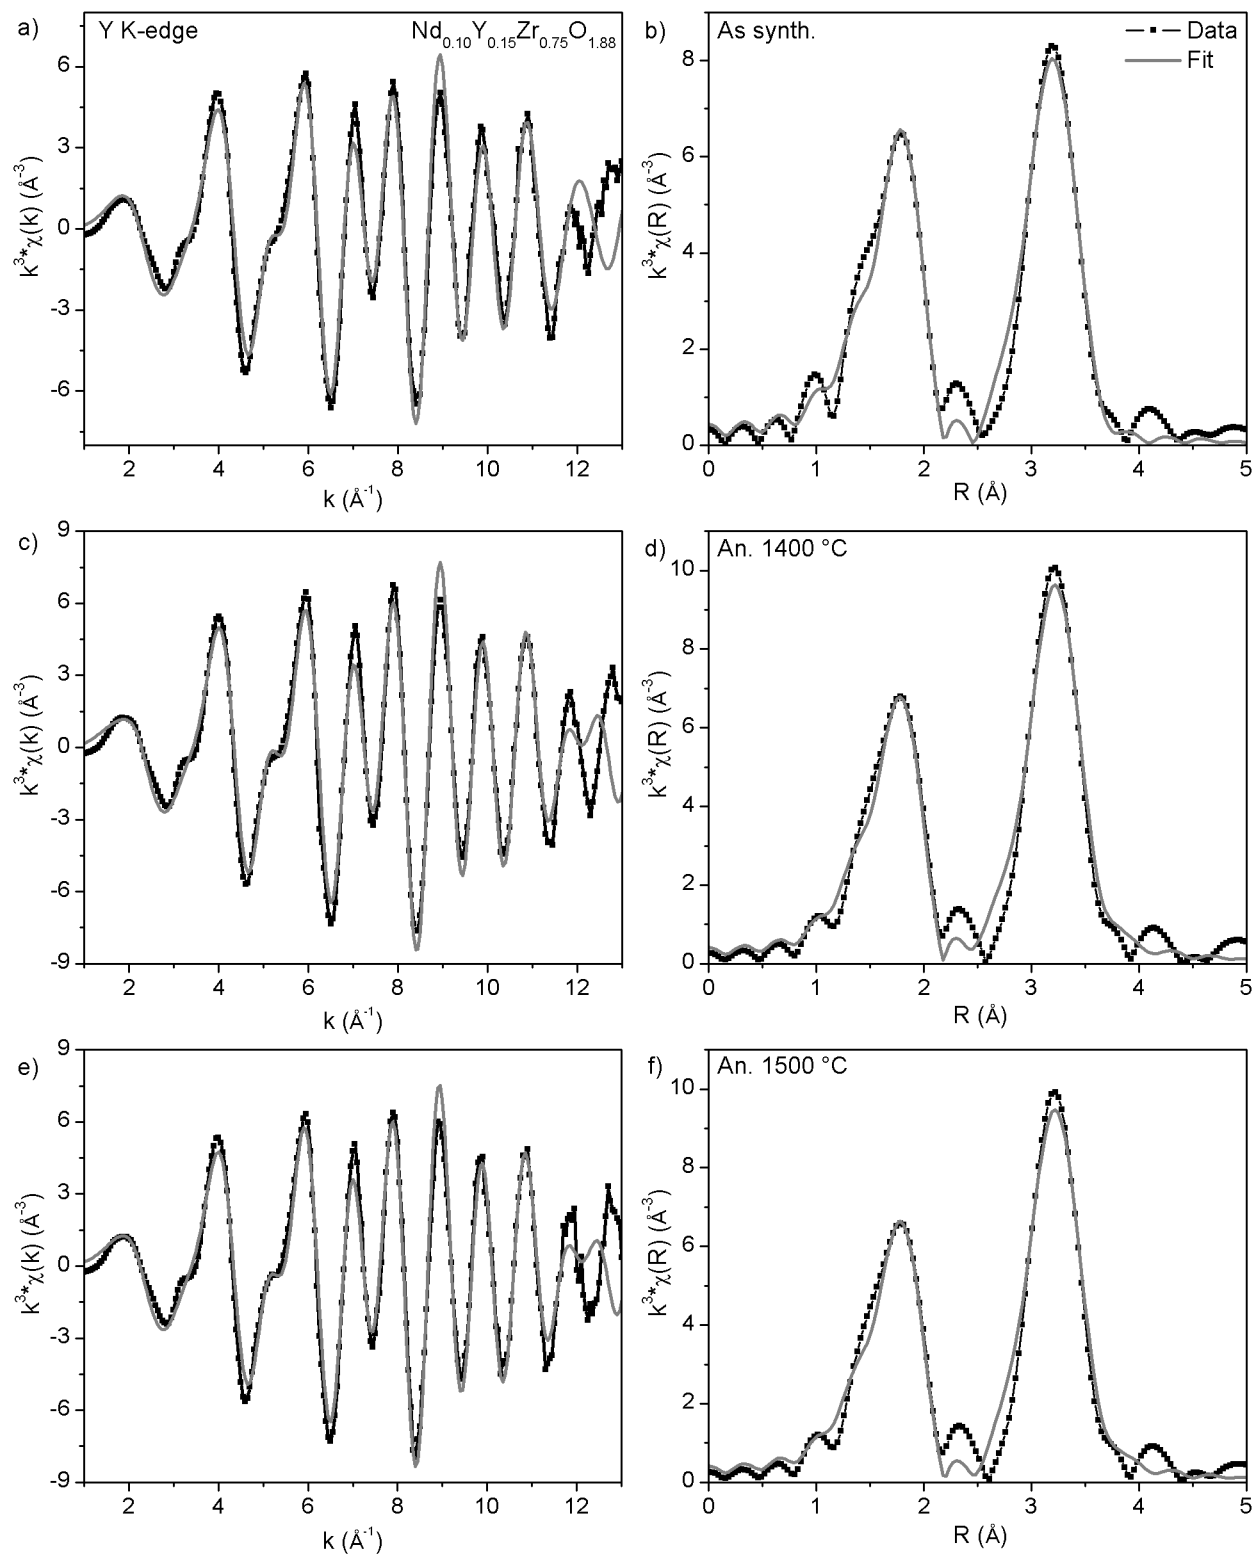 a) Y K-edge Nd0.10Y0.15Zr0.75O1.88
6
3
0
-3
-6
k3*χ(k) (Å-3)
2 4 6 8 10 12
k (Å-1)
b) As synth. Data
Fit
8
6
4
2
0
k3*χ(R) (Å-3)
0 1 2 3 4 5
R (Å)
c)
9
6
3
0
-3
-6
-9
k3*χ(k) (Å-3)
2 4 6 8 10 12
k (Å-1)
d) An. 1400 °C
10
8
6
4
2
0
k3*χ(R) (Å-3)
0 1 2 3 4 5
R (Å)
e)
9
6
3
0
-3
-6
-9
k3*χ(k) (Å-3)
2 4 6 8 10 12
k (Å-1)
f) An. 1500 °C
10
8
6
4
2
0
k3*χ(R) (Å-3)
0 1 2 3 4 5
R (Å)